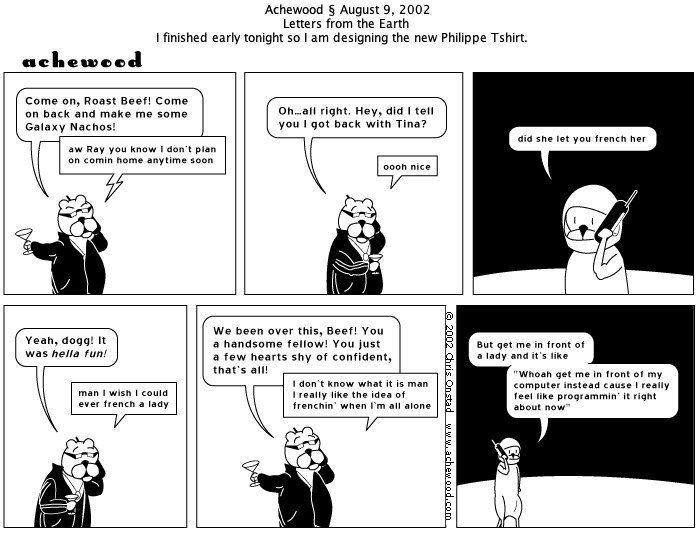 Achewood § August 9, 2002
Letters from the Earth
I finished early tonight so I am designing the new Philippe Tshirt.
achewood
Come on, Roast Beef! Come
on back and make me some
Galaxy Nachos!
aw Ray you know I don't plan
on comin home anytime soon
Oh...all right. Hey, did I tell
you I got back with Tina?
oooh nice
did she let you french her
Yeah, dogg! It
was hella fun!
man I wish I could
ever french a lady
We been over this, Beef! You
a handsome fellow! You just
a few hearts shy of confident,
that's all!
I don't know what it is man
I really like the idea of
frenchin' when I'm all alone
© 2002 Chris Onstad www.achewood.com
But get me in front of
a lady and it's like
"Whoah get me in front of my
computer instead cause I really
feel like programmin' it right
about now"